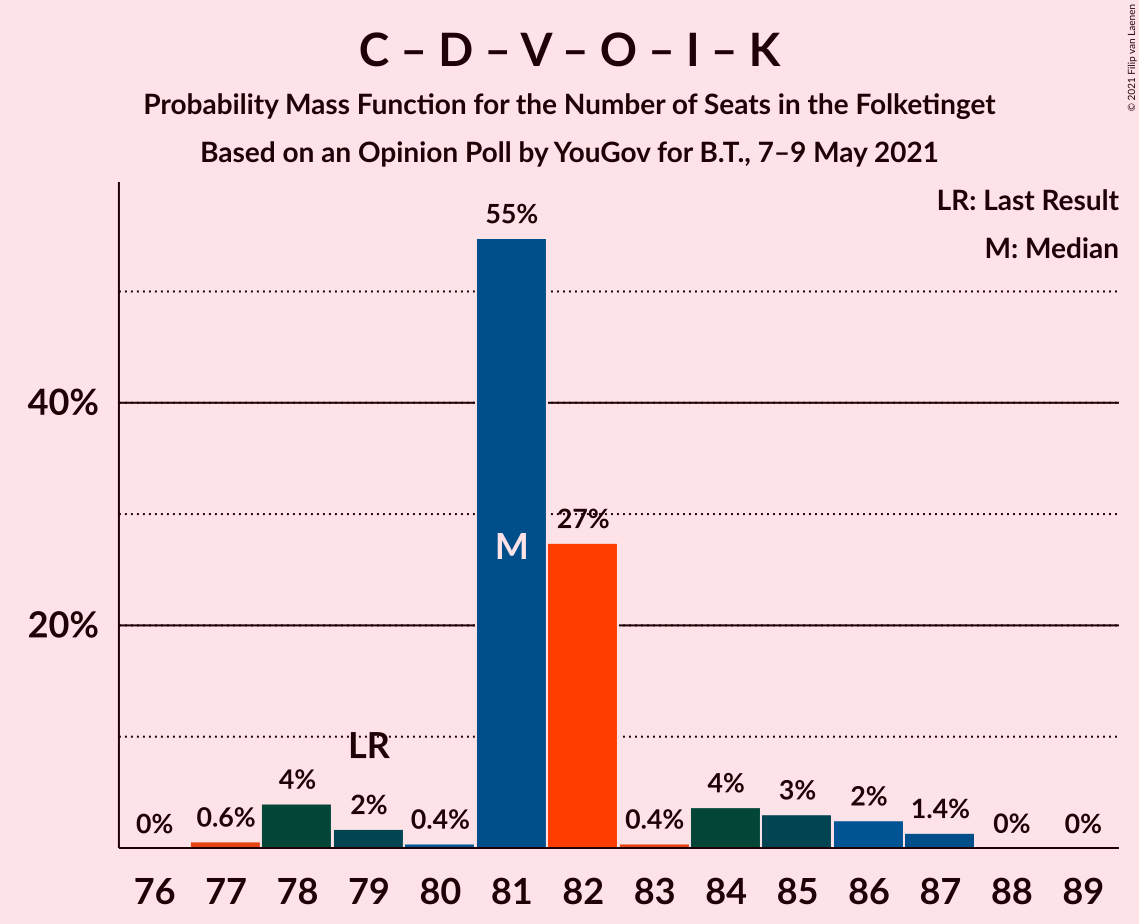 C – D – V – O – I – K
Probability Mass Function for the Number of Seats in the Folketinget
Based on an Opinion Poll by YouGov for B.T., 7–9 May 2021
© 2021 Filip van Laenen
LR: Last Result
M: Median
55%
40%
27%
M
20%
LR
4%
4%
3%
2%
2%
1.4%
0%
0.6%
0.4%
0.4%
0%
0%
76 77 78 79 80 81 82 83 84 85 86 87 88 89